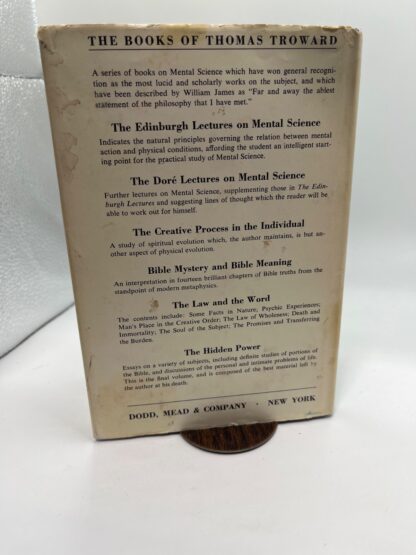 THE BOOKS OF THOMAS TROWARD
A series of books on Mental Science which have won general recogni-
tion as the most lucid and scholarly works on the subject, and which
have been described by William James as "Far and away the ablest
statement of the philosophy that I have met."
The Edinburgh Lectures on Mental Science
Indicates the natural principles governing the relation between mental
action and physical conditions, affording the student an intelligent start-
ing point for the practical study of Mental Science.
The Doré Lectures on Mental Science
Further lectures on Mental Science, supplementing those in The Edin-
burgh Lectures and suggesting lines of thought which the reader will be
able to work out for himself.
The Creative Process in the Individual
A study of spiritual evolution which, the author maintains, is but an-
other aspect of physical evolution.
Bible Mystery and Bible Meaning
An interpretation in fourteen brilliant chapters of Bible truths from the
standpoint of modern metaphysics.
The Law and the Word
The contents include: Some Facts in Nature; Psychic Experiences;
Man's Place in the Creative Order; The Law of Wholeness; Death and
Immortality; The Soul of the Subject; The Promises and Transferring
the Burden.
The Hidden Power
Essays on a variety of subjects, including definite studies of portions of
the Bible, and discussions of the personal and intimate problems of life.
This is the final volume, and is composed of the best material left by
the author at his death.
DODD, MEAD & COMPANY · NEW YORK